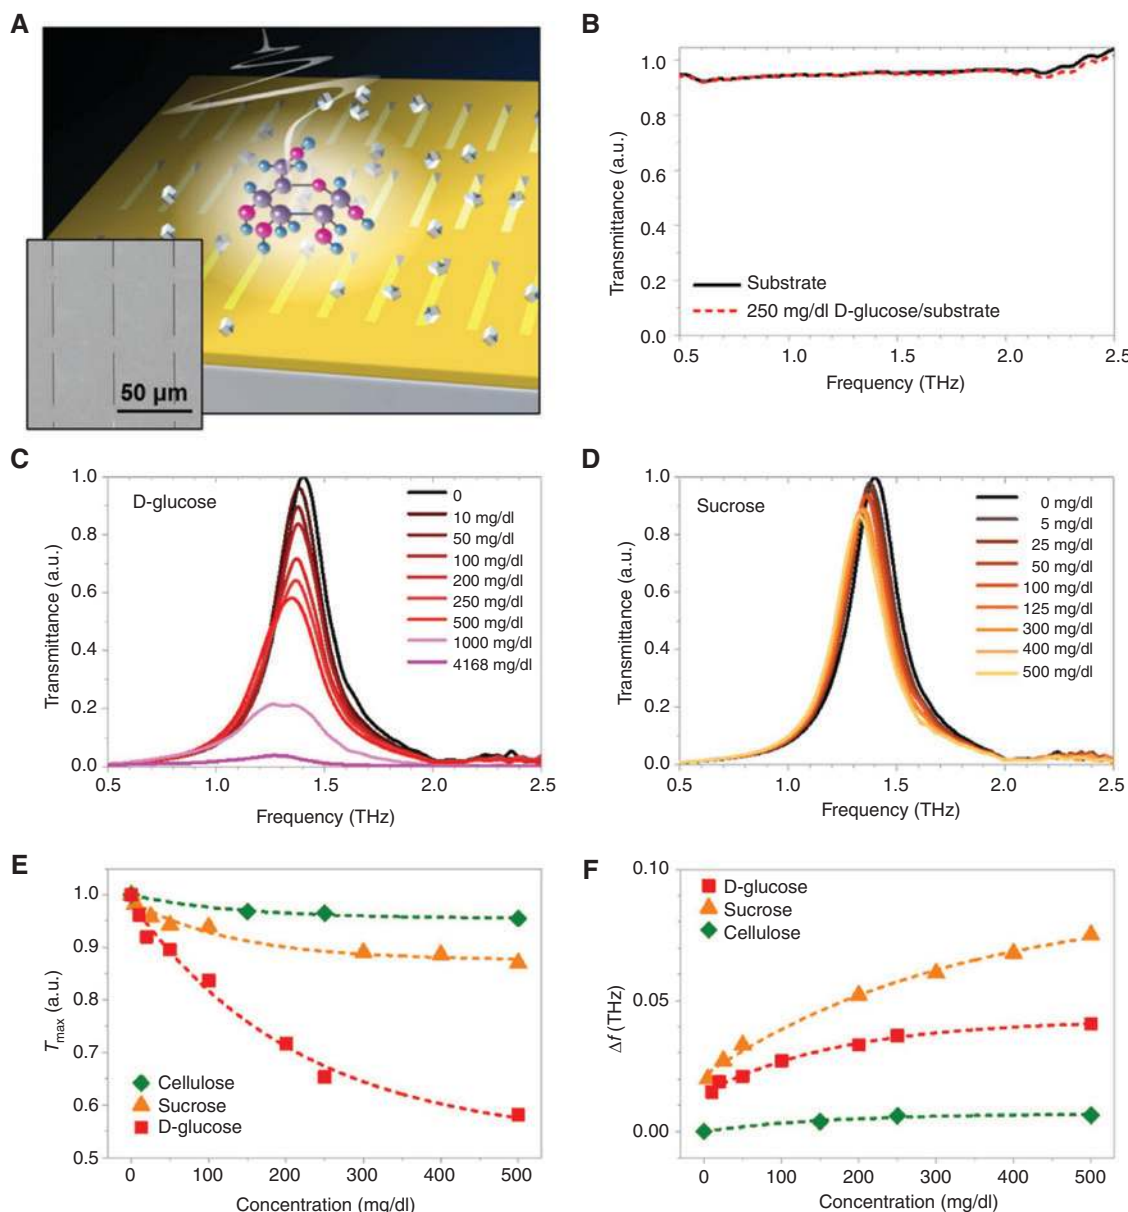 A
50 µm
B
Transmittance (a.u.)
1.0
0.8
0.6
0.4
0.2
0.0
Substrate
250 mg/dl D-glucose/substrate
0.5 1.0 1.5 2.0 2.5
Frequency (THz)
C
Transmittance (a.u.)
1.0
0.8
0.6
0.4
0.2
0.0
D-glucose
0
10 mg/dl
50 mg/dl
100 mg/dl
200 mg/dl
250 mg/dl
500 mg/dl
1000 mg/dl
4168 mg/dl
0.5 1.0 1.5 2.0 2.5
Frequency (THz)
D
Transmittance (a.u.)
1.0
0.8
0.6
0.4
0.2
0.0
Sucrose
0 mg/dl
5 mg/dl
25 mg/dl
50 mg/dl
100 mg/dl
125 mg/dl
300 mg/dl
400 mg/dl
500 mg/dl
0.5 1.0 1.5 2.0 2.5
Frequency (THz)
E
Tmax (a.u.)
1.0
0.9
0.8
0.7
0.6
0.5
Cellulose
Sucrose
D-glucose
0 100 200 300 400 500
Concentration (mg/dl)
F
Δf (THz)
0.10
0.05
0.00
D-glucose
Sucrose
Cellulose
0 100 200 300 400 500
Concentration (mg/dl)